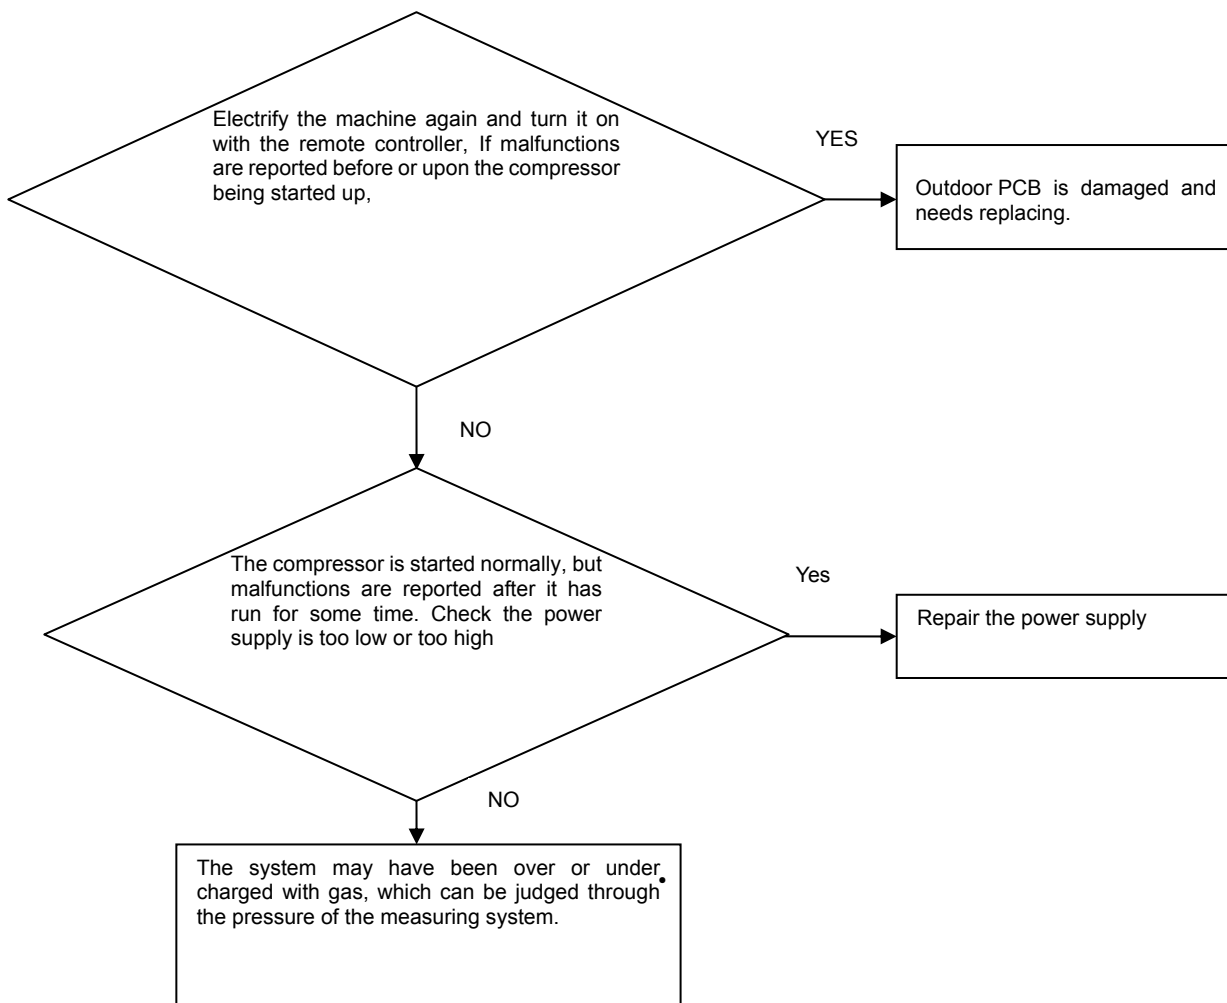 Electrify the machine again and turn it on
with the remote controller, If malfunctions
are reported before or upon the compressor
being started up,
YES
Outdoor PCB is damaged and
needs replacing.
NO
The compressor is started normally, but
malfunctions are reported after it has
run for some time. Check the power
supply is too low or too high
Yes
Repair the power supply
NO
The system may have been over or under
charged with gas, which can be judged through
the pressure of the measuring system.